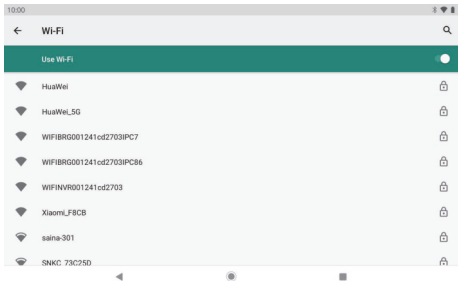 10:00
Wi-Fi
Use Wi-Fi
HuaWei
HuaWei_5G
WIFIBRG001241cd2703IPC7
WIFIBRG001241cd2703IPC86
WIFINVR001241cd2703
Xiaomi_F8CB
saina-301
SNKC_73C25D